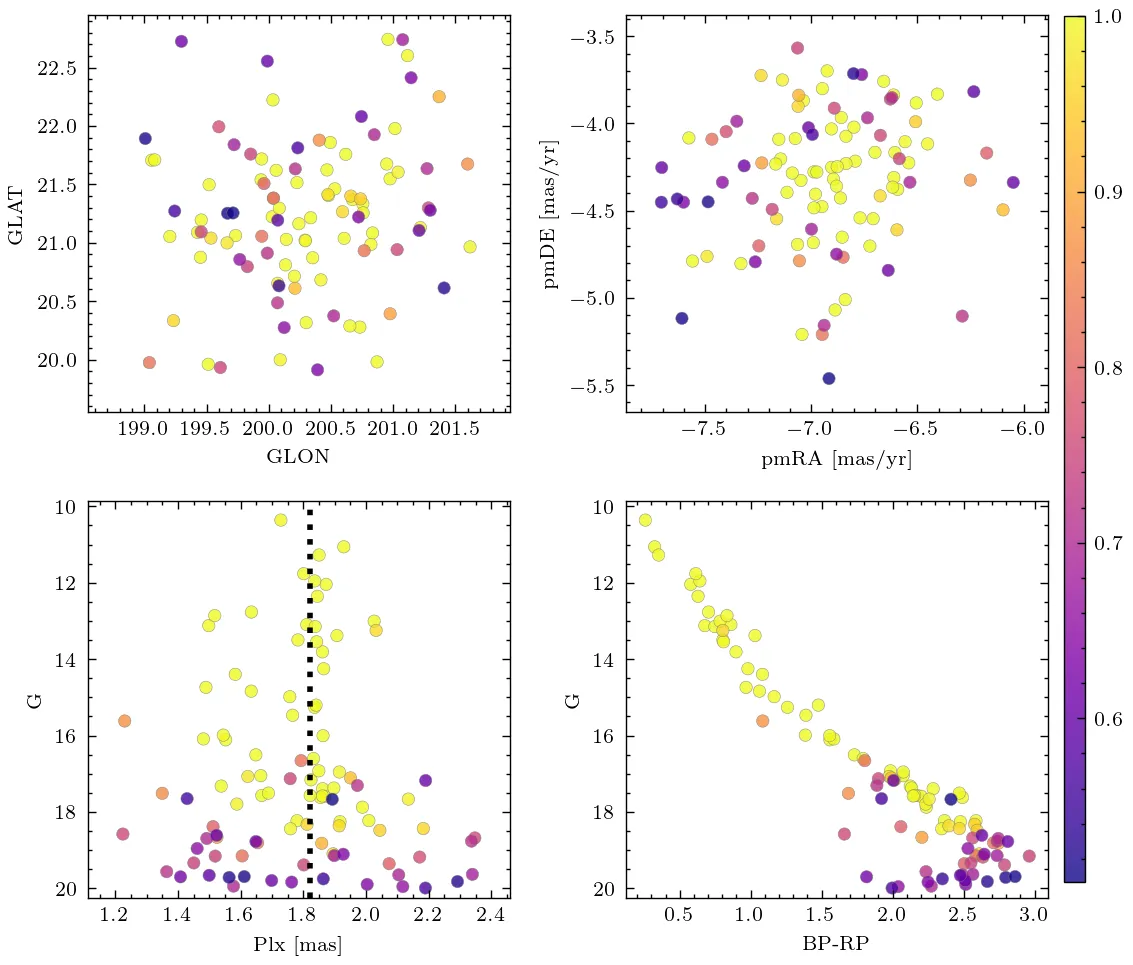 22.5
22.0
21.5
21.0
20.5
20.0
GLAT
199.0 199.5 200.0 200.5 201.0 201.5
GLON
−3.5
−4.0
−4.5
−5.0
−5.5
pmDE [mas/yr]
−7.5 −7.0 −6.5 −6.0
pmRA [mas/yr]
10
12
14
16
18
20
G
1.2 1.4 1.6 1.8 2.0 2.2 2.4
Plx [mas]
10
12
14
16
18
20
G
0.5 1.0 1.5 2.0 2.5 3.0
BP-RP
1.0
0.9
0.8
0.7
0.6